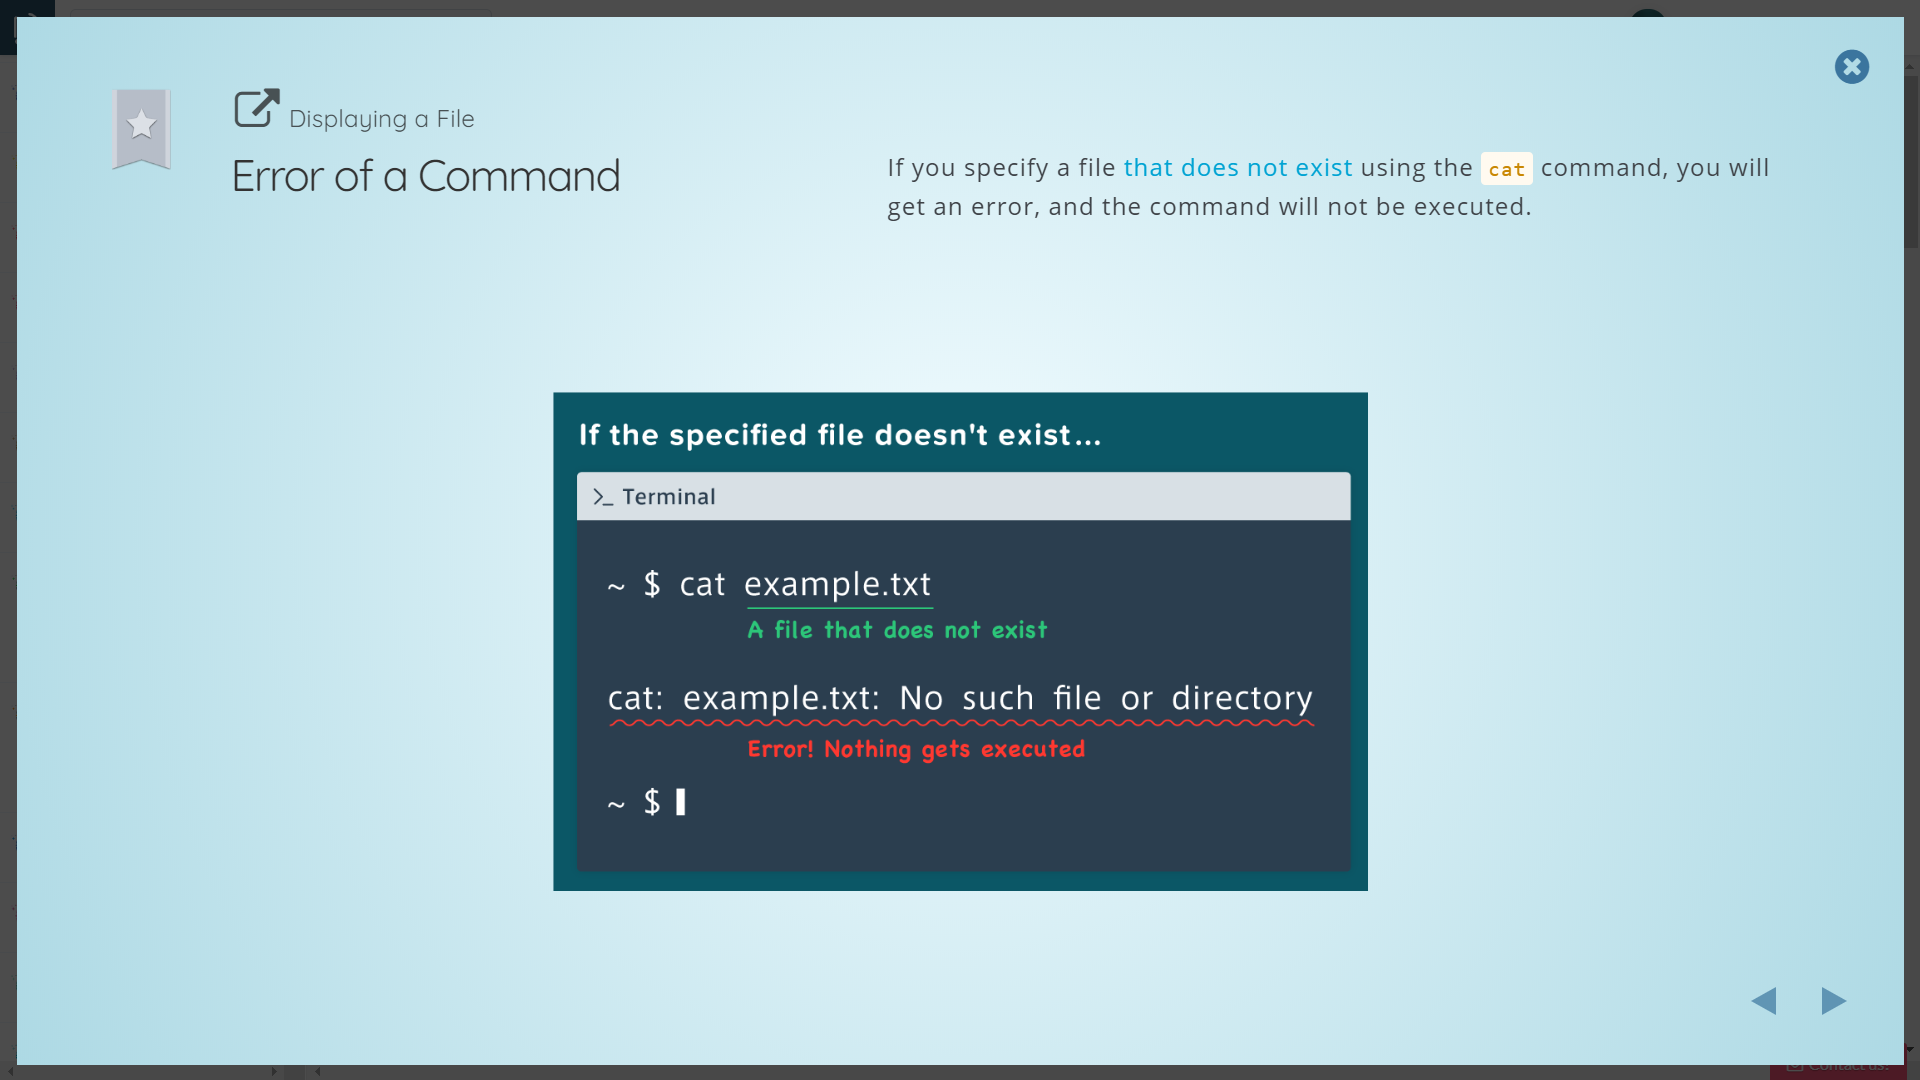 Displaying a File
Error of a Command
If you specify a file that does not exist using the cat command, you will
get an error, and the command will not be executed.
If the specified file doesn't exist...
>_ Terminal
~ $ cat example.txt
A file that does not exist
cat: example.txt: No such file or directory
Error! Nothing gets executed
~ $
Contact us!